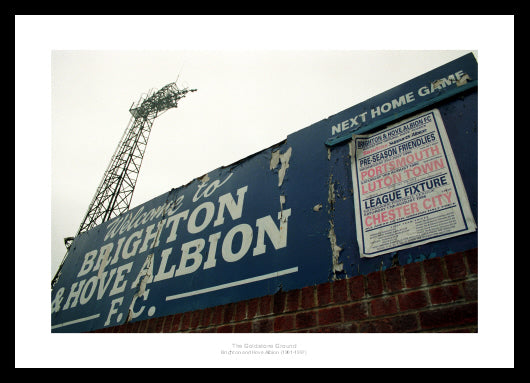 Welcome to
BRIGHTON
& HOVE ALBION
F.C.
NEXT HOME GAME
BRIGHTON & HOVE ALBION FC
PRE-SEASON FRIENDLIES
PORTSMOUTH
LUTON TOWN
LEAGUE FIXTURE
CHESTER CITY
The Goldstone Ground
Brighton and Hove Albion (1901-1997)